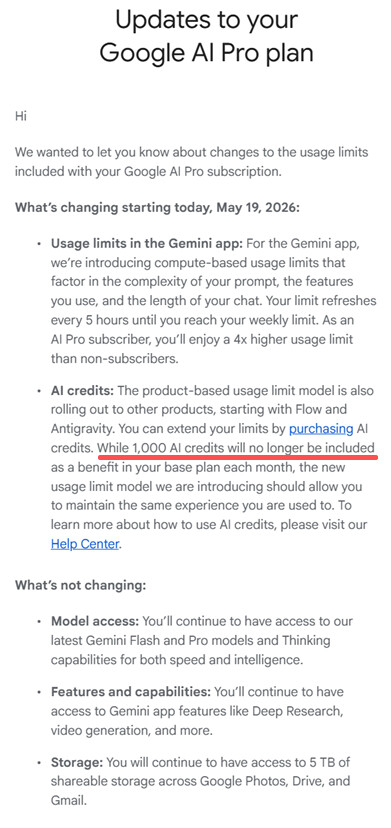 Updates to your
Google AI Pro plan
Hi
We wanted to let you know about changes to the usage limits
included with your Google AI Pro subscription.
What's changing starting today, May 19, 2026:
• Usage limits in the Gemini app: For the Gemini app,
we're introducing compute-based usage limits that
factor in the complexity of your prompt, the features
you use, and the length of your chat. Your limit refreshes
every 5 hours until you reach your weekly limit. As an
AI Pro subscriber, you'll enjoy a 4x higher usage limit
than non-subscribers.
• AI credits: The product-based usage limit model is also
rolling out to other products, starting with Flow and
Antigravity. You can extend your limits by purchasing AI
credits. While 1,000 AI credits will no longer be included
as a benefit in your base plan each month, the new
usage limit model we are introducing should allow you
to maintain the same experience you are used to. To
learn more about how to use AI credits, please visit our
Help Center.
What's not changing:
• Model access: You'll continue to have access to our
latest Gemini Flash and Pro models and Thinking
capabilities for both speed and intelligence.
• Features and capabilities: You'll continue to have
access to Gemini app features like Deep Research,
video generation, and more.
• Storage: You will continue to have access to 5 TB of
shareable storage across Google Photos, Drive, and
Gmail.